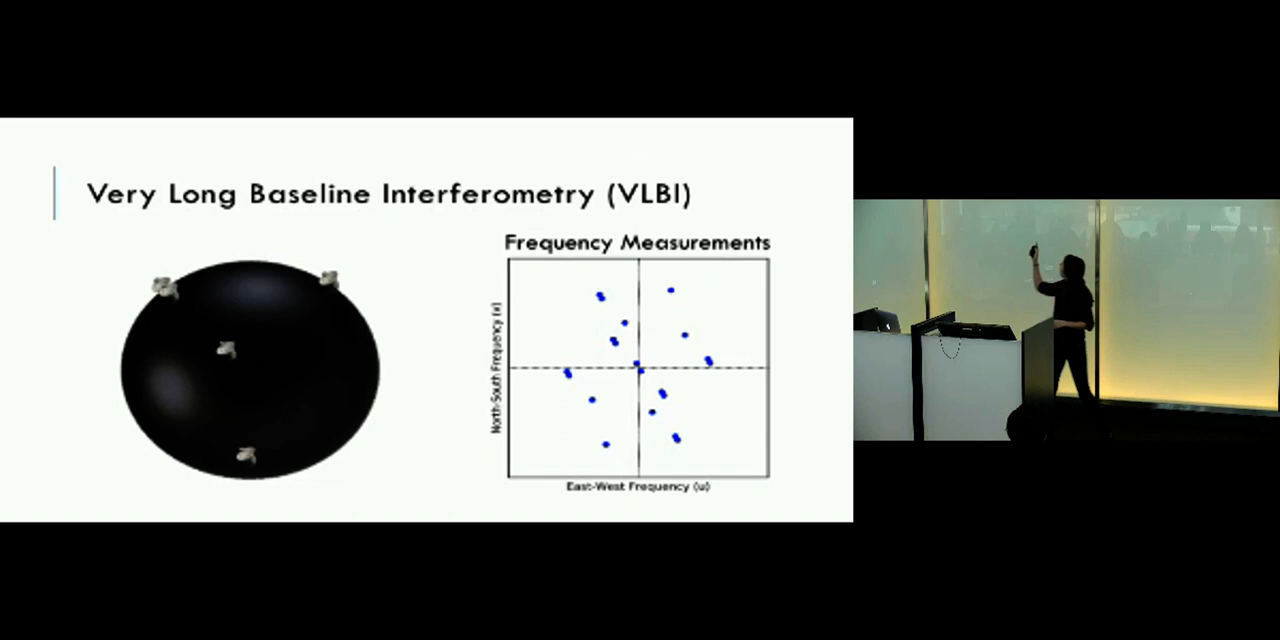 Very Long Baseline Interferometry (VLBI)
Frequency Measurements
North-South Frequency (v)
East-West Frequency (u)